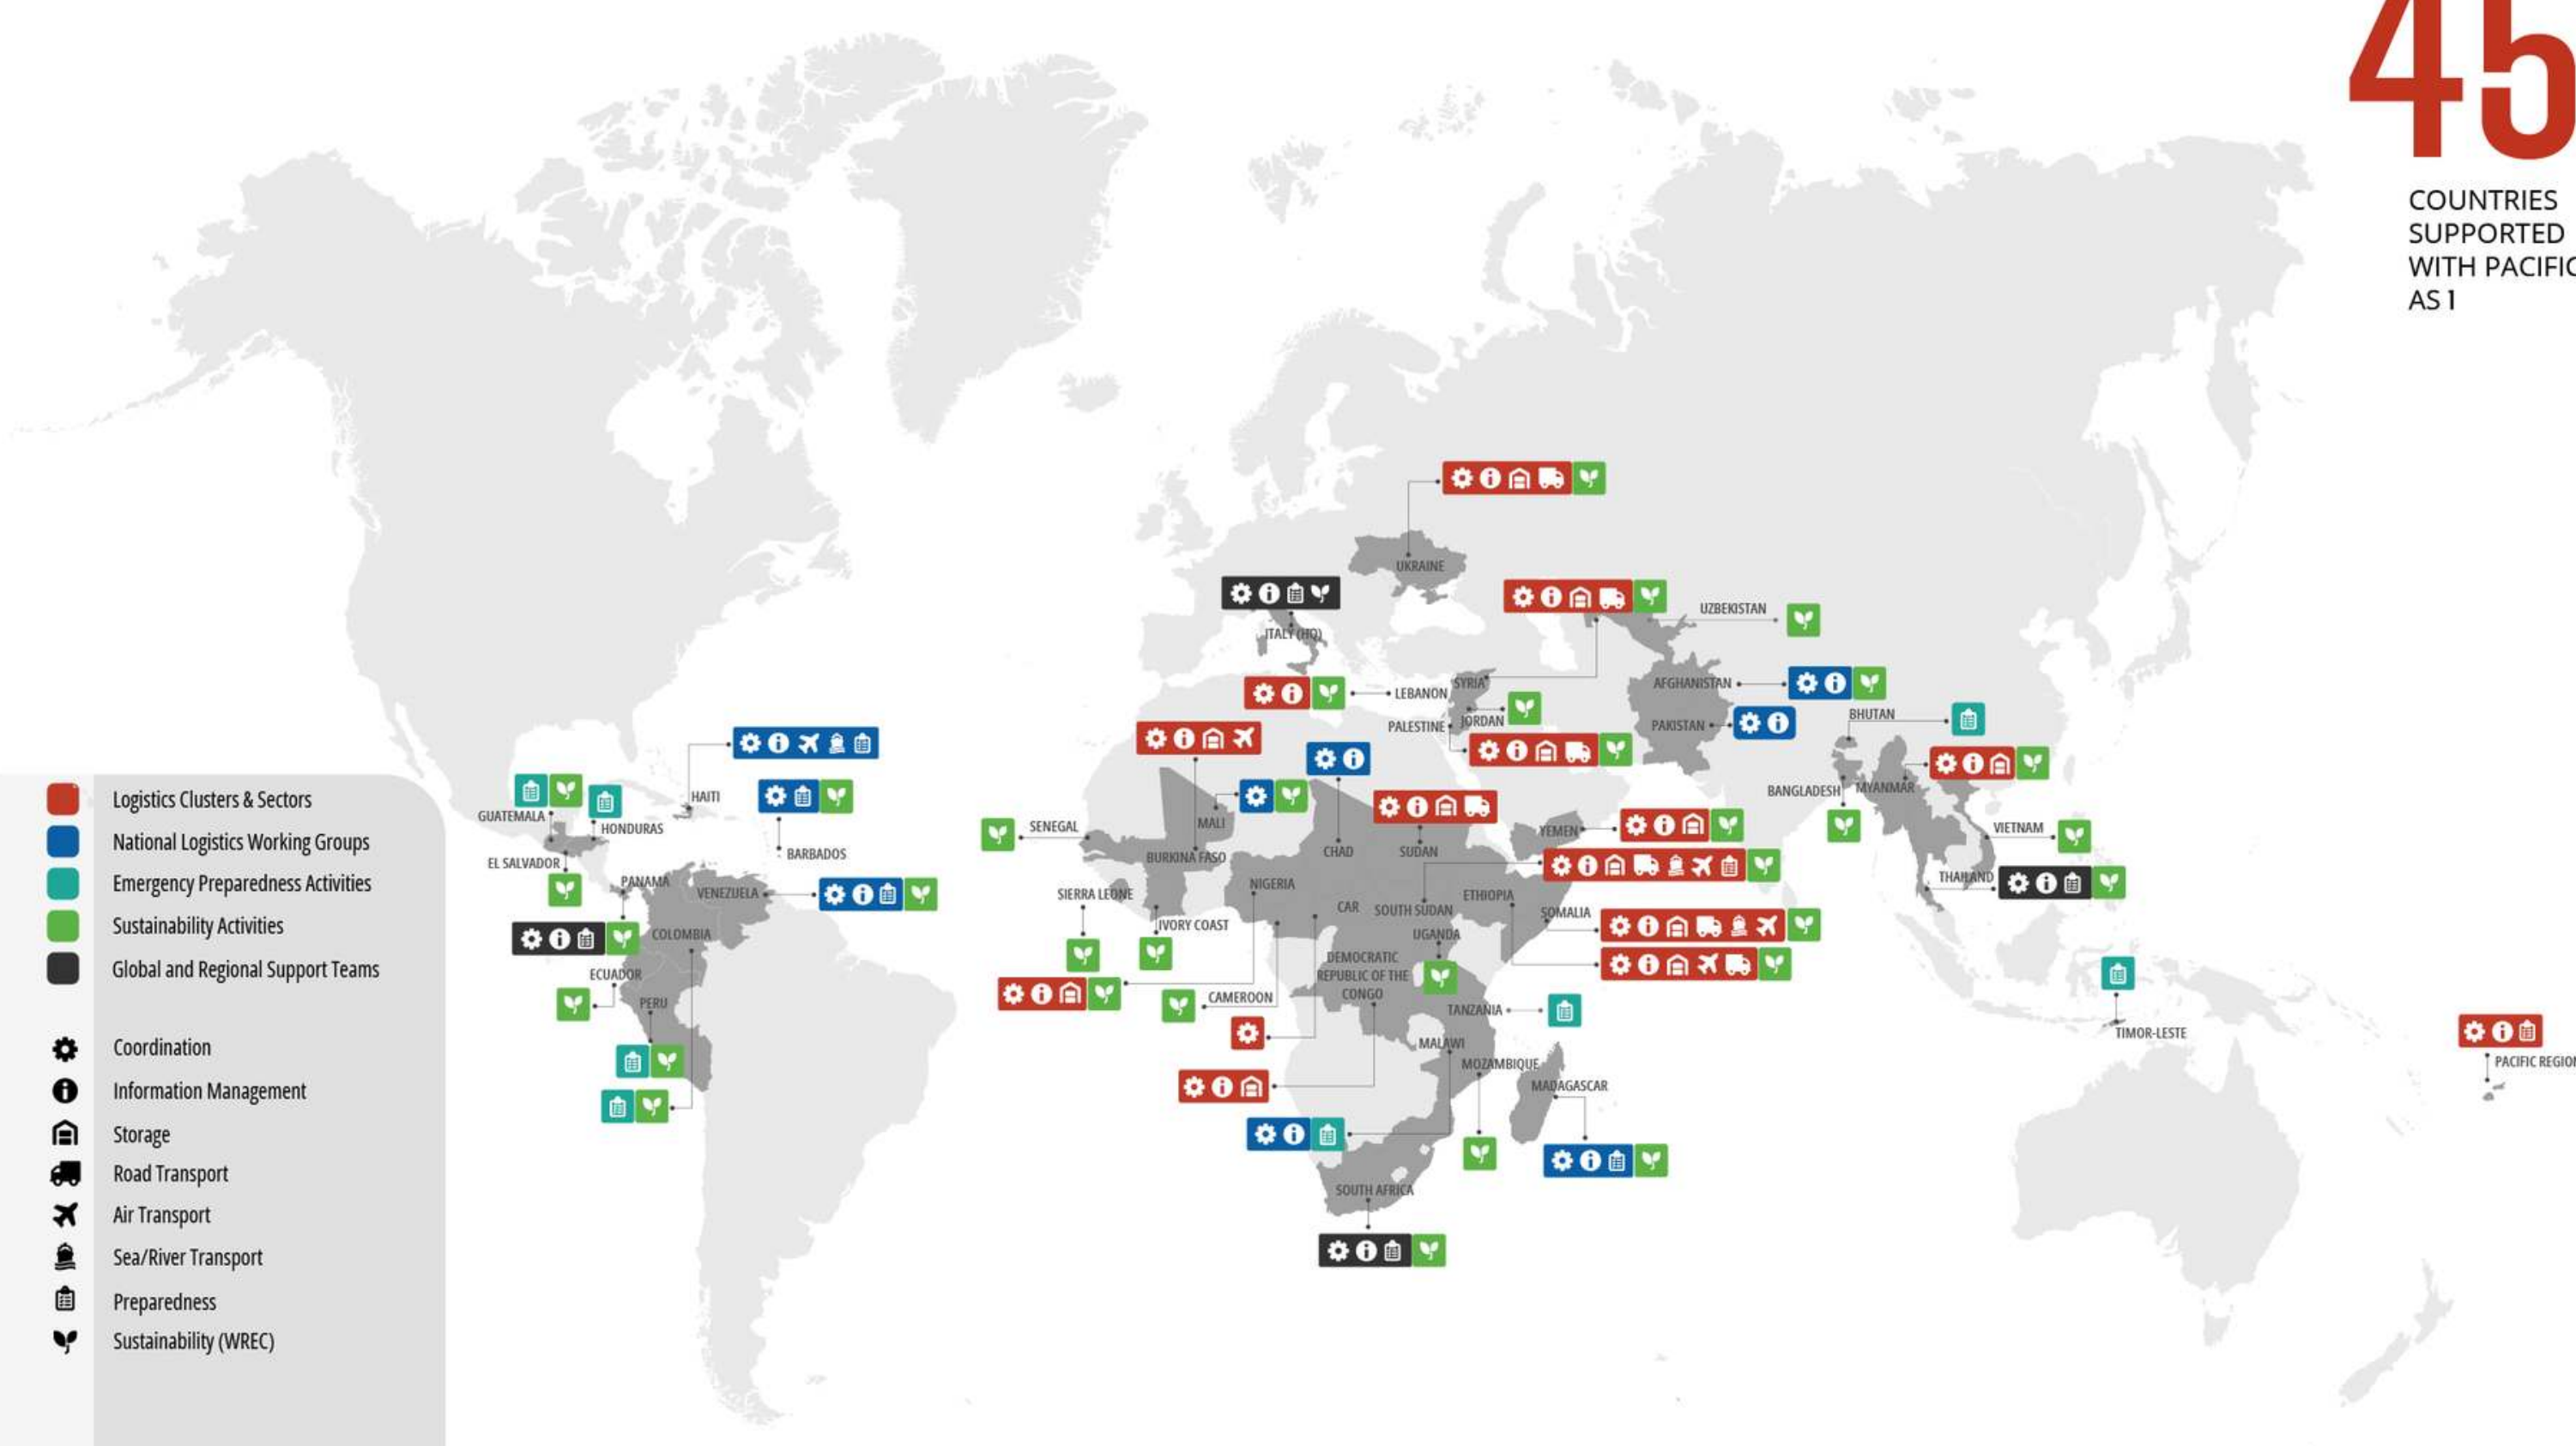 45
COUNTRIES
SUPPORTED
WITH PACIFIC
AS 1
UKRAINE
ITALY (HQ)
UZBEKISTAN
LEBANON
SYRIA
AFGHANISTAN
PALESTINE
JORDAN
PAKISTAN
BHUTAN
BANGLADESH
MYANMAR
HAITI
GUATEMALA
HONDURAS
BARBADOS
EL SALVADOR
PANAMA
VENEZUELA
COLOMBIA
ECUADOR
PERU
SENEGAL
MALI
BURKINA FASO
CHAD
SUDAN
YEMEN
VIETNAM
THAILAND
SIERRA LEONE
NIGERIA
IVORY COAST
CAR
SOUTH SUDAN
ETHIOPIA
SOMALIA
UGANDA
DEMOCRATIC
REPUBLIC OF THE
CONGO
CAMEROON
TANZANIA
MALAWI
MOZAMBIQUE
MADAGASCAR
SOUTH AFRICA
TIMOR-LESTE
PACIFIC REGIO
Logistics Clusters & Sectors
National Logistics Working Groups
Emergency Preparedness Activities
Sustainability Activities
Global and Regional Support Teams
Coordination
Information Management
Storage
Road Transport
Air Transport
Sea/River Transport
Preparedness
Sustainability (WREC)